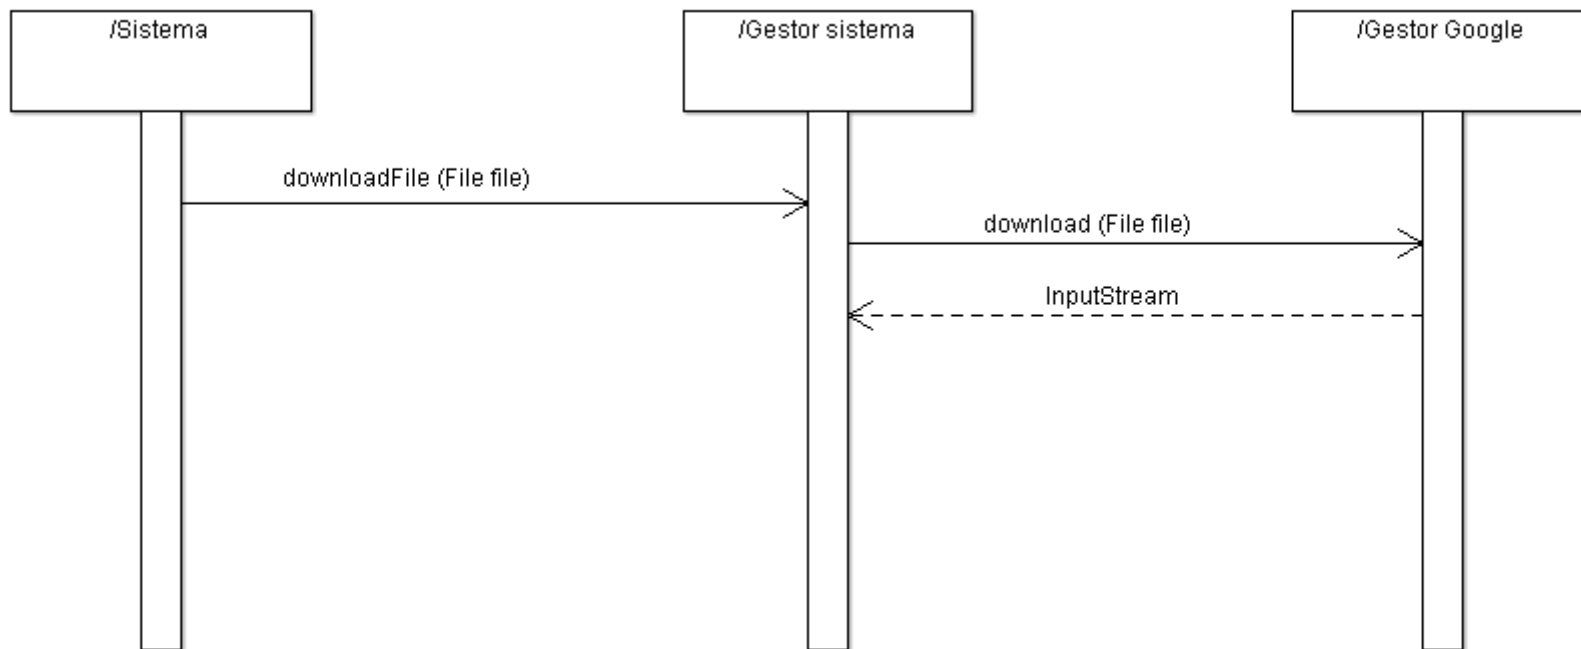 /Sistema
/Gestor sistema
/Gestor Google
downloadFile (File file)
download (File file)
InputStream